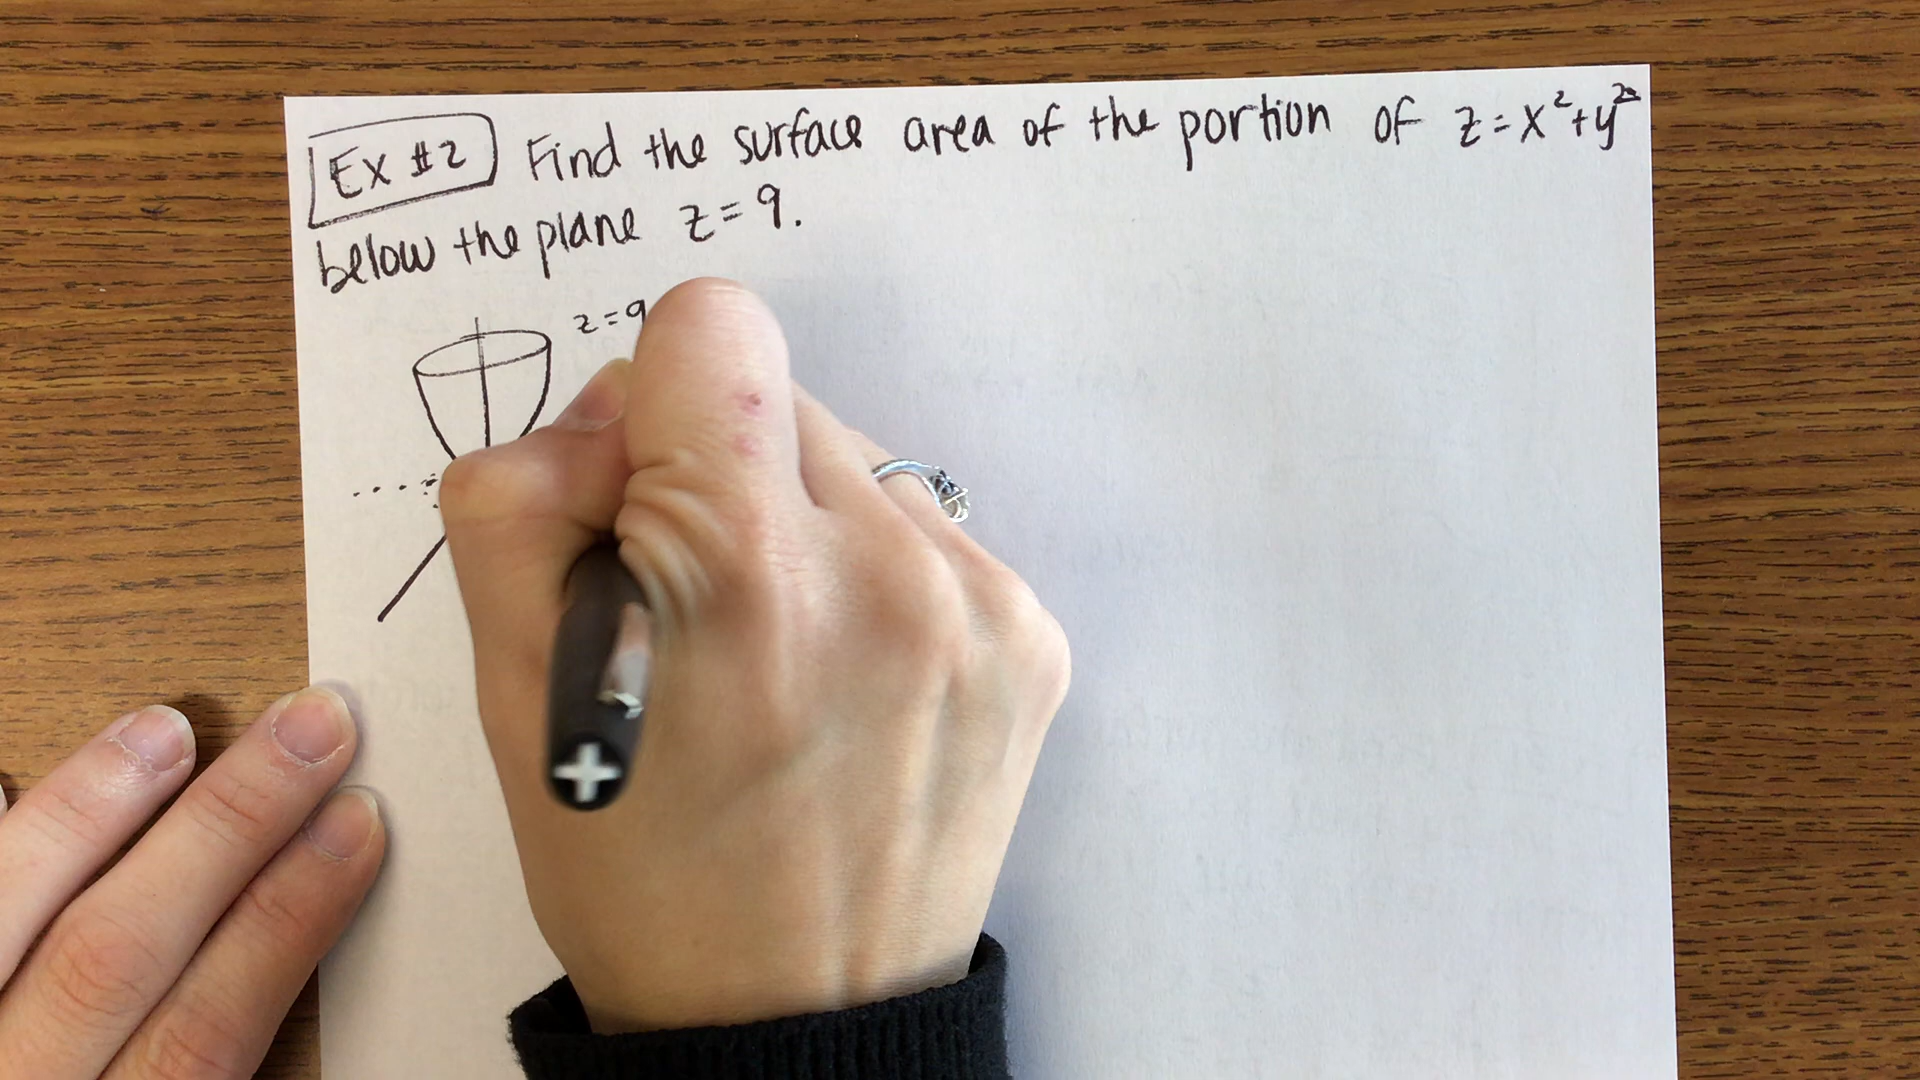 Ex #2 Find the surface area of the portion of z = x²+y²
below the plane z = 9.
z = 9